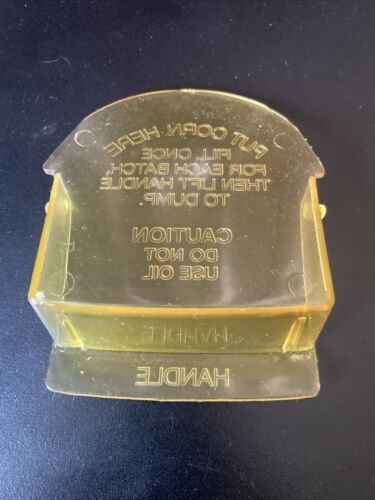 PUT CORN HERE
FILL ONCE
FOR EACH BATCH,
THEN LIFT HANDLE
TO DUMP.
CAUTION
DO NOT
USE OIL
HANDLE
HANDLE